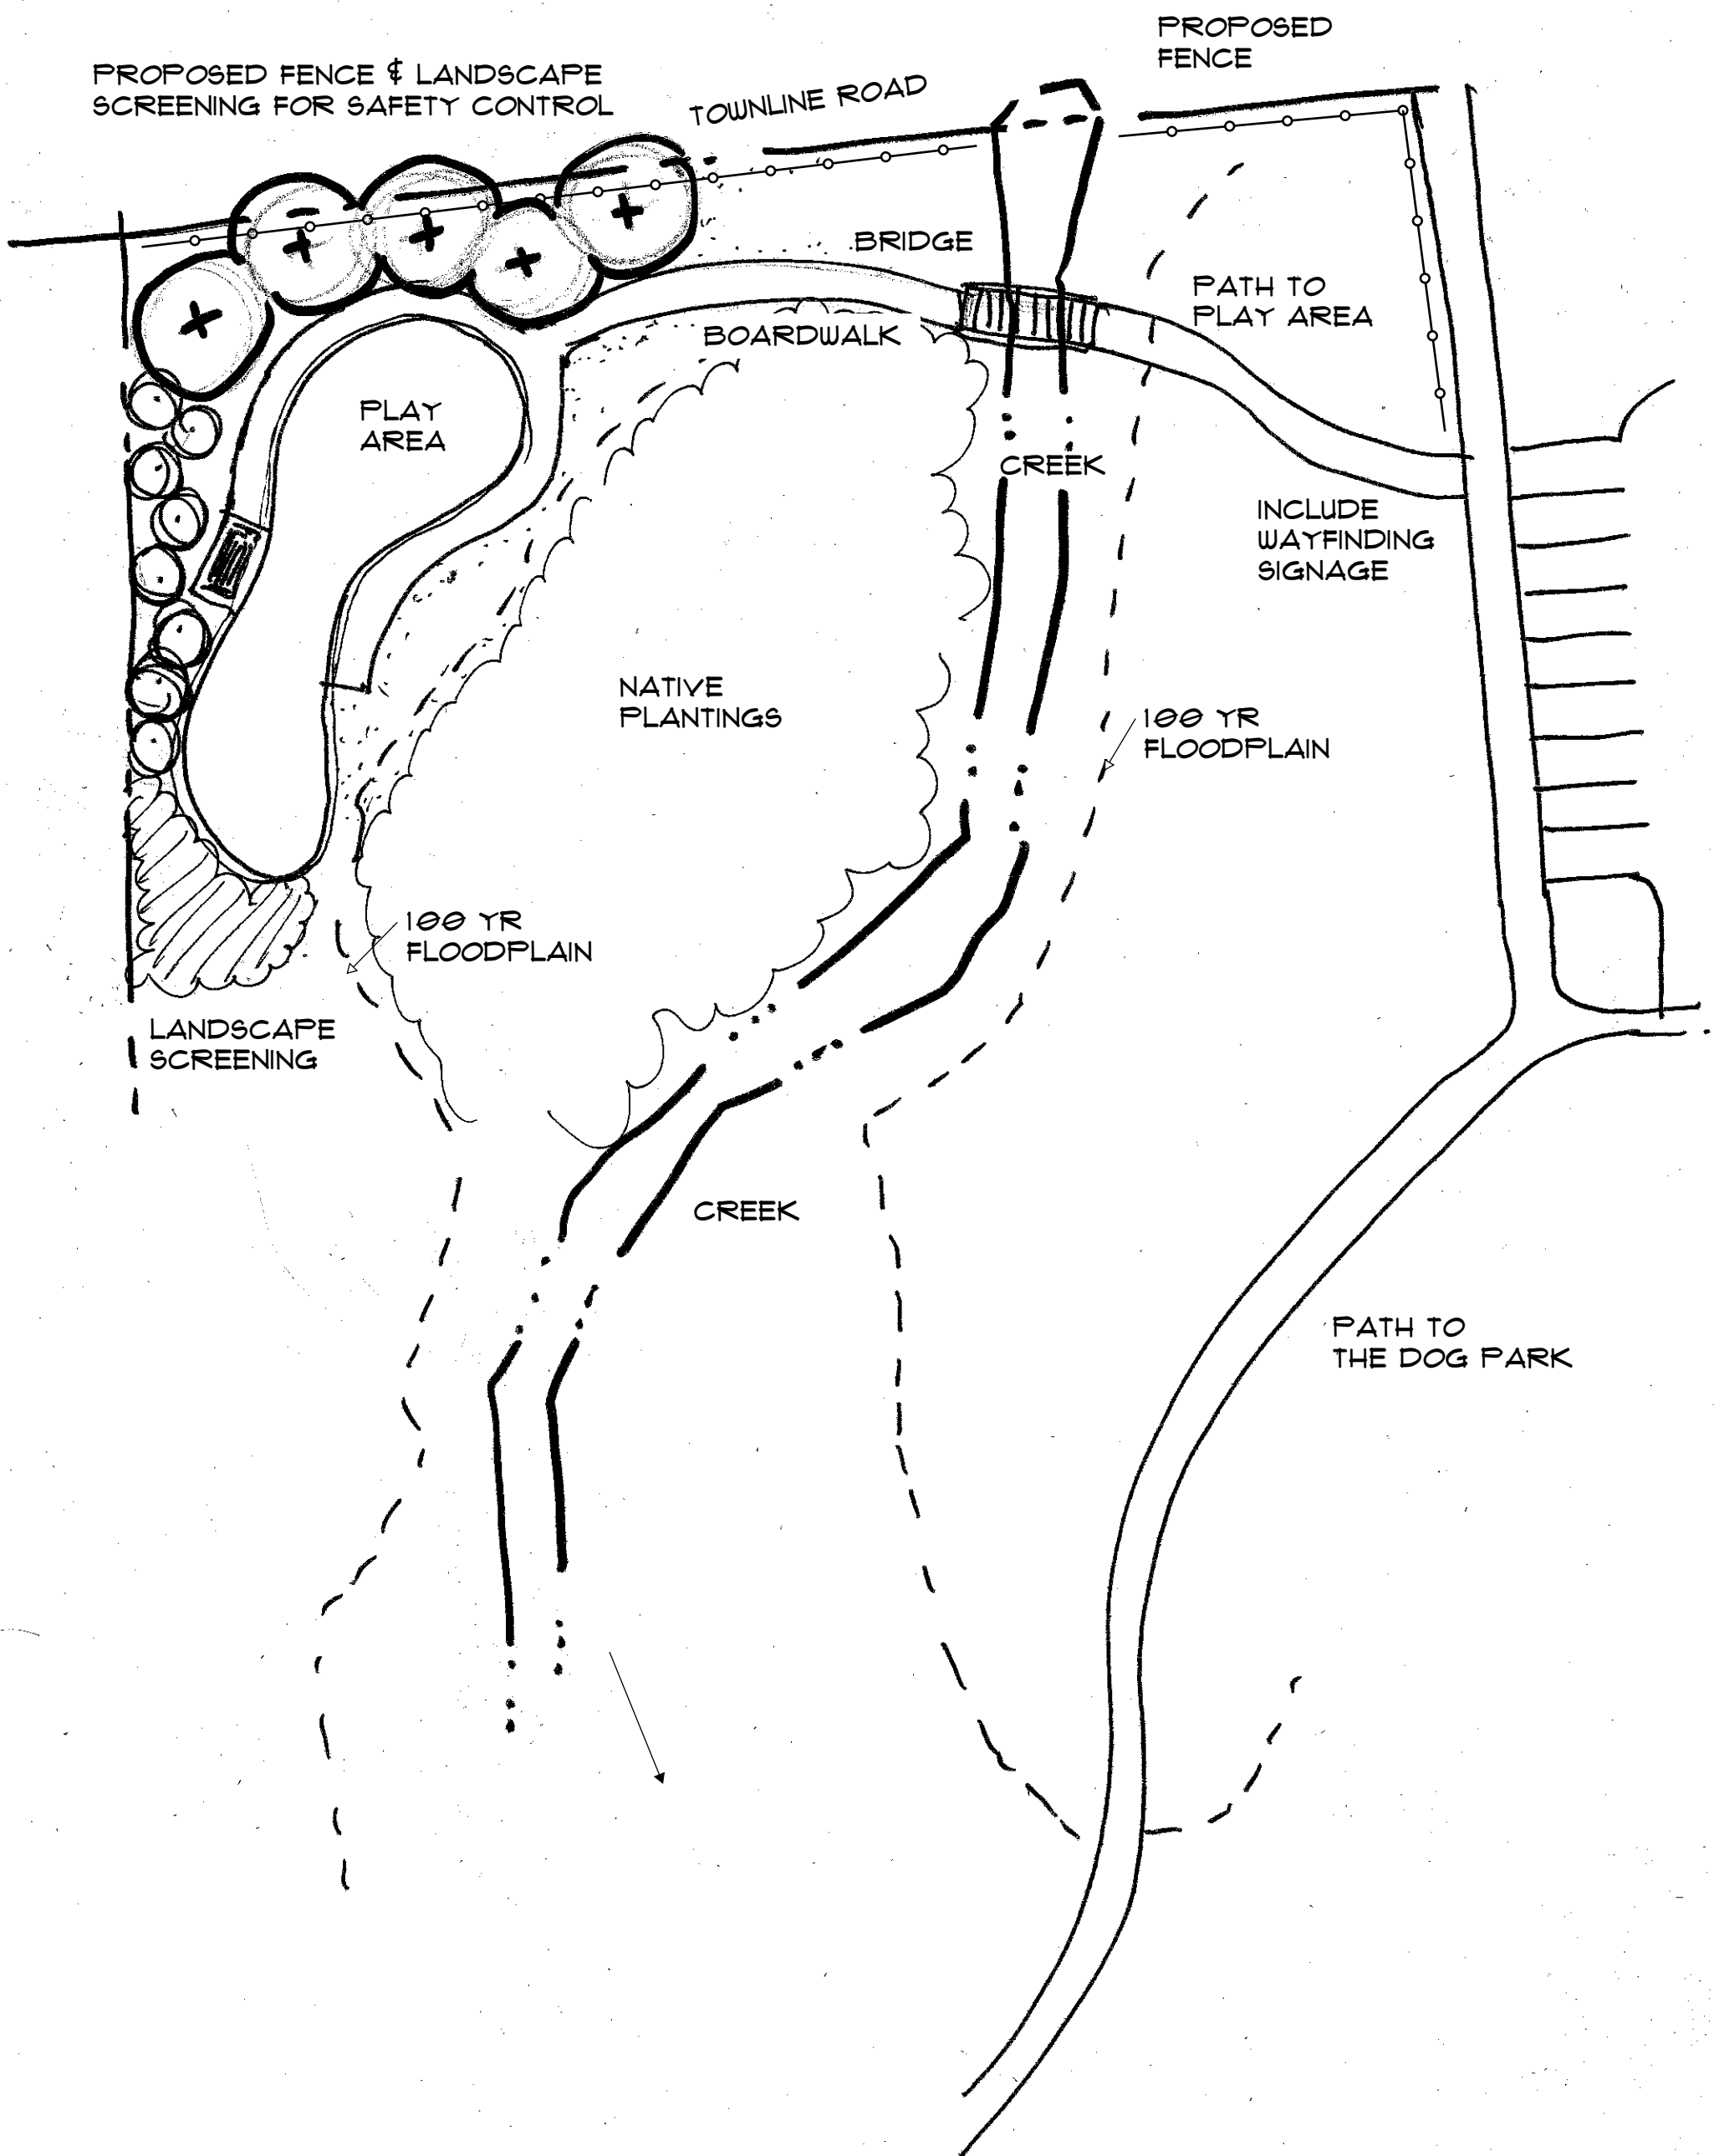 PROPOSED
FENCE
PROPOSED FENCE & LANDSCAPE
SCREENING FOR SAFETY CONTROL
TOWNLINE ROAD
BRIDGE
PATH TO
PLAY AREA
BOARDWALK
PLAY
AREA
CREEK
INCLUDE
WAYFINDING
SIGNAGE
NATIVE
PLANTINGS
100 YR
FLOODPLAIN
100 YR
FLOODPLAIN
LANDSCAPE
SCREENING
CREEK
PATH TO
THE DOG PARK